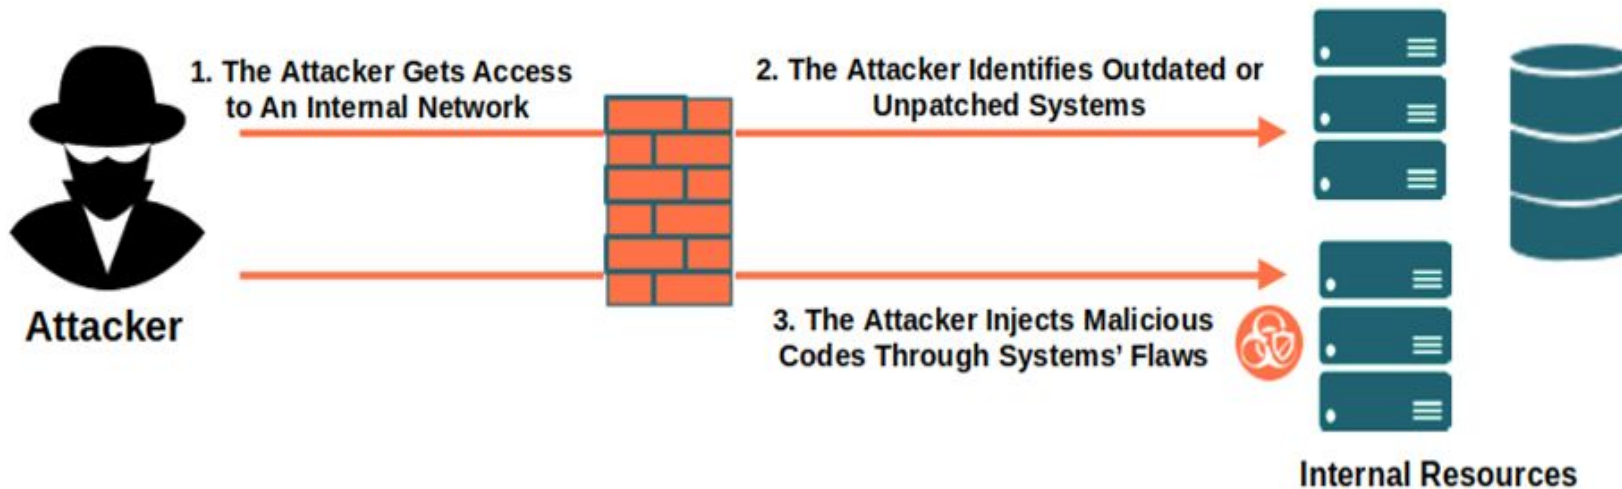 1. The Attacker Gets Access
to An Internal Network
2. The Attacker Identifies Outdated or
Unpatched Systems
Attacker
3. The Attacker Injects Malicious
Codes Through Systems’ Flaws
Internal Resources